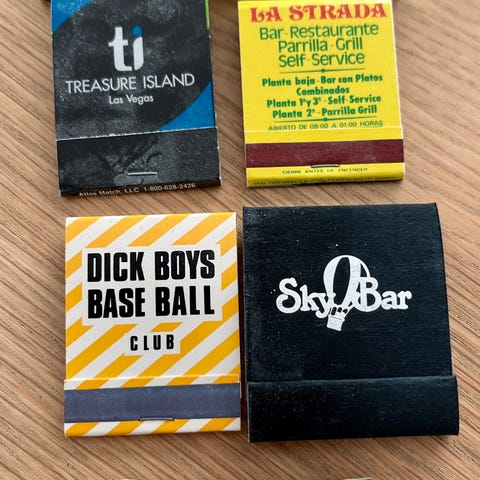 ti
TREASURE ISLAND
Las Vegas
Atlas Match, LLC 1-800-628-2426
LA STRADA
Bar-Restaurante
Parrilla-Grill
Self-Service
Planta baja-Bar con Platos
Combinados
Planta 1ª y 3ª-Self-Service
Planta 2ª-Parrilla Grill
ABIERTO DE 08:00 A 01:00 HORAS
CIERRE ANTES DE ENCENDER
DICK BOYS
BASE BALL
CLUB
Sky Bar